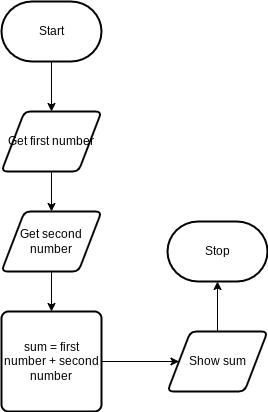 Start
Get first number
Get second
number
sum = first
number + second
number
Show sum
Stop